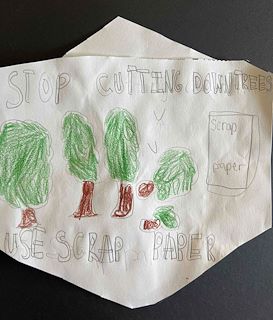 STOP CUTTING DOWN TREES
scrap
paper
USE SCRAP PAPER